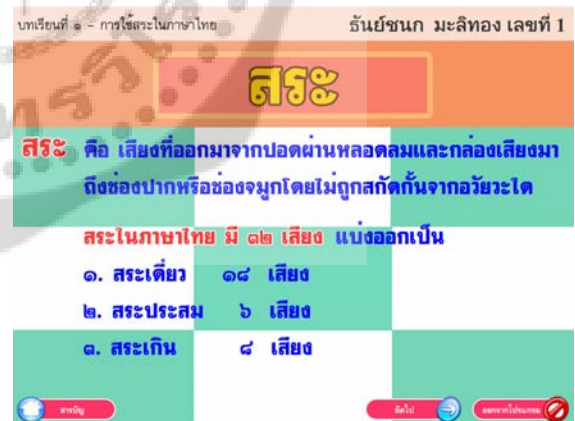 บทเรียนที่ ๑ - การใช้สระในภาษาไทย
ธันย์ชนก มะลิทอง เลขที่ 1
สระ
สระ คือ เสียงที่ออกมาจากปอดผ่านหลอดลมและกล่องเสียงมา
ถึงช่องปากหรือช่องจมูกโดยไม่ถูกสกัดกั้นจากอวัยวะใด
สระในภาษาไทย มี ๓๒ เสียง แบ่งออกเป็น
๑. สระเดี่ยว ๑๘ เสียง
๒. สระประสม ๖ เสียง
๓. สระเกิน ๘ เสียง
สารบัญ
ถัดไป
ออกจากโปรแกรม